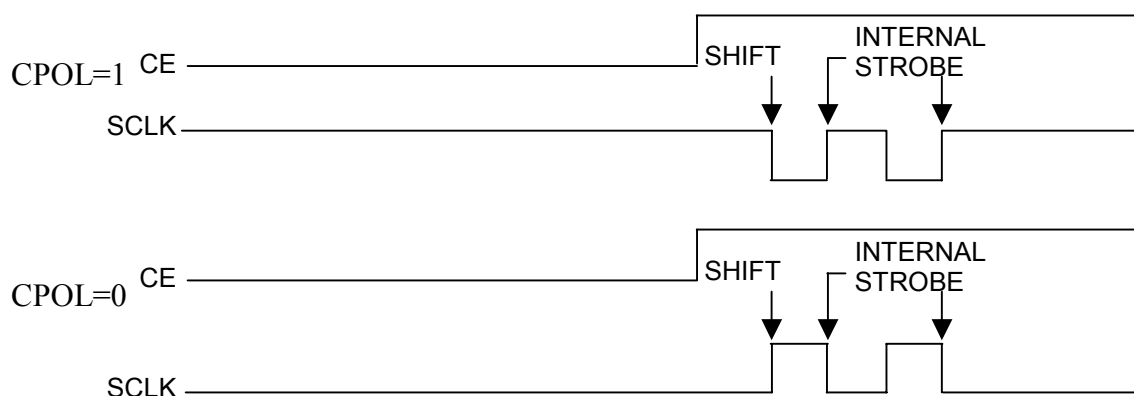 CPOL=1 CE
SHIFT
INTERNAL
STROBE
SCLK
CPOL=0 CE
SHIFT
INTERNAL
STROBE
SCLK